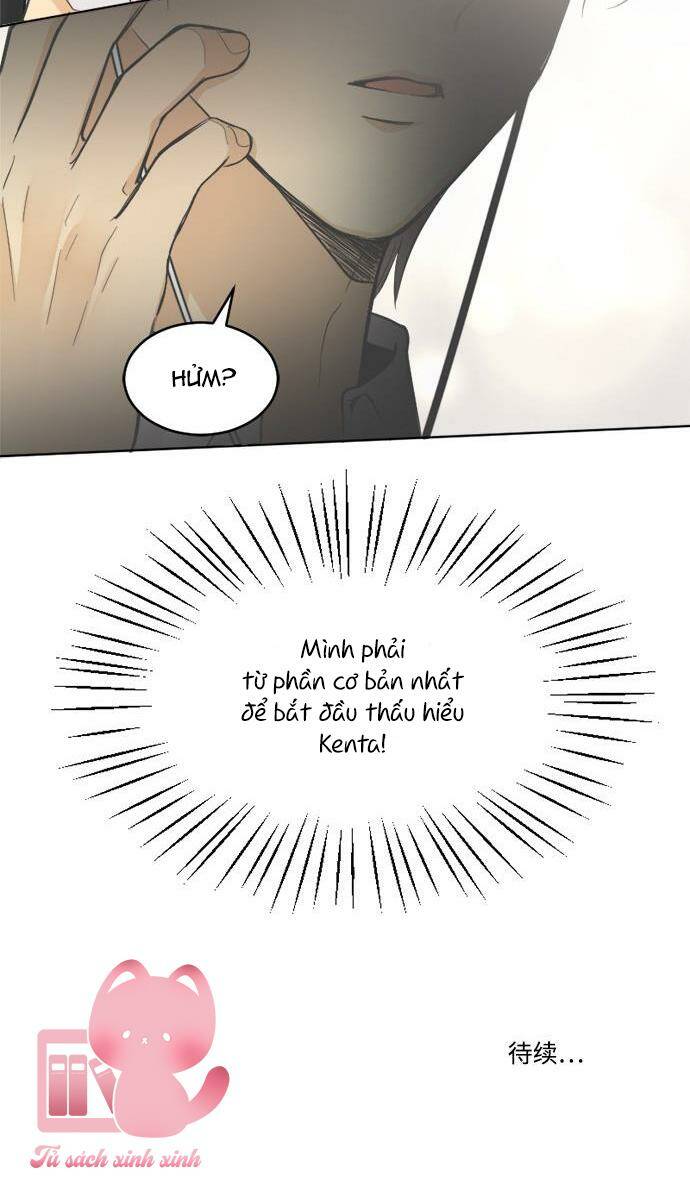 HỬM?
Mình phải
từ phần cơ bản nhất
để bắt đầu thấu hiểu
Kenta!
待续...
Tủ sách xinh xinh